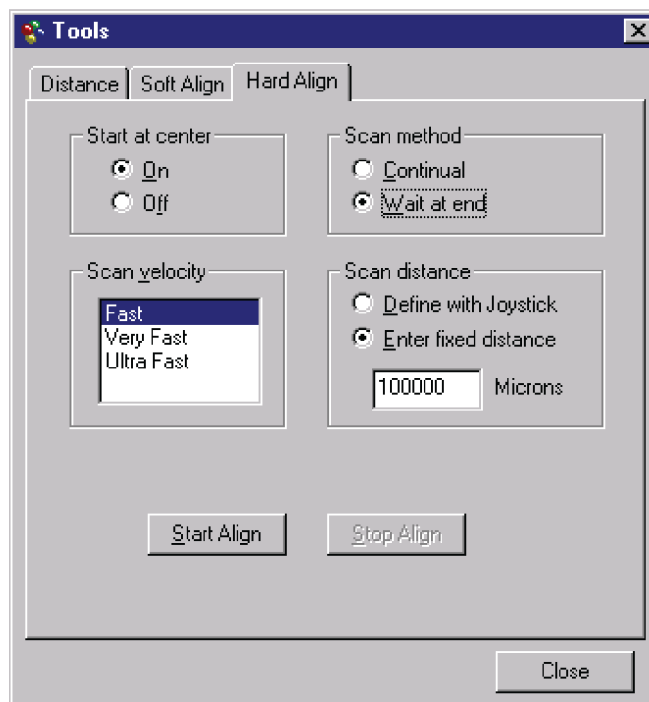 Tools
Distance
Soft Align
Hard Align
Start at center
On
Off
Scan method
Continual
Wait at end
Scan velocity
Fast
Very Fast
Ultra Fast
Scan distance
Define with Joystick
Enter fixed distance
100000 Microns
Start Align
Stop Align
Close